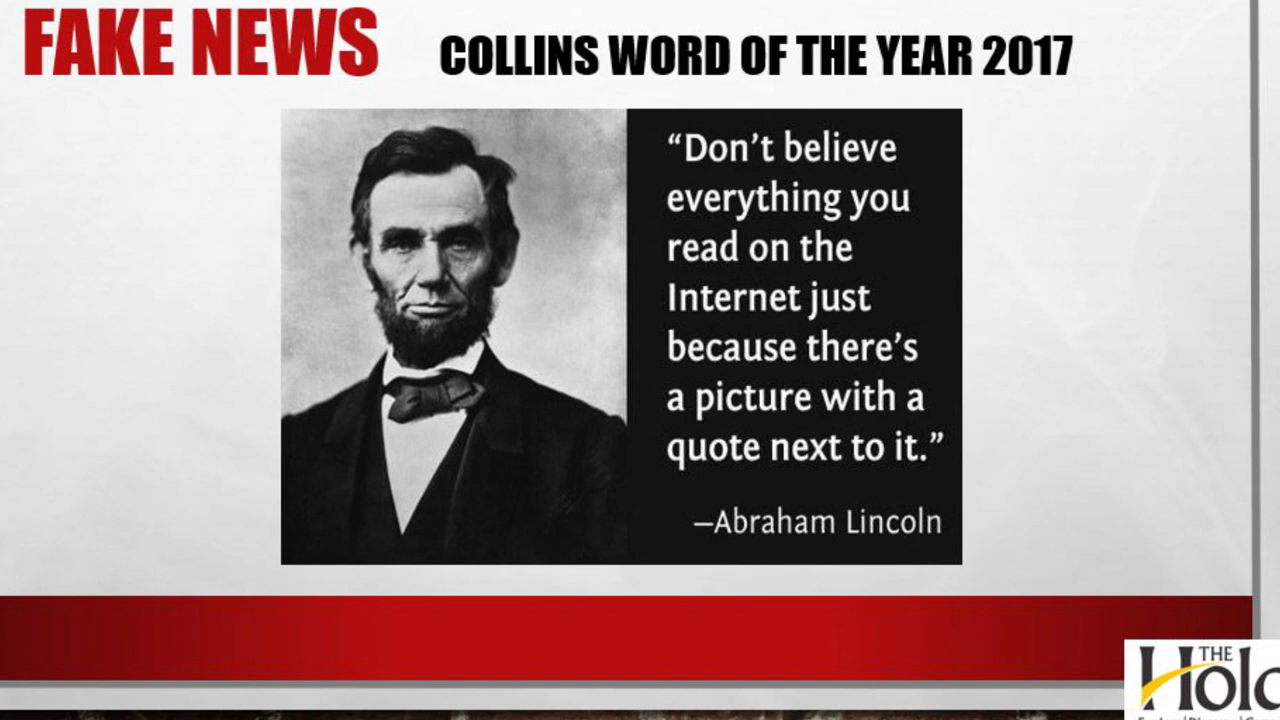 FAKE NEWS COLLINS WORD OF THE YEAR 2017
“Don’t believe
everything you
read on the
Internet just
because there’s
a picture with a
quote next to it.”
—Abraham Lincoln
THE